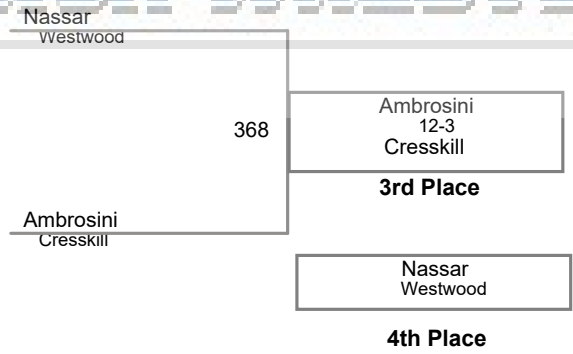 Nassar
Westwood
368
Ambrosini
12-3
Cresskill
3rd Place
Ambrosini
Cresskill
Nassar
Westwood
4th Place